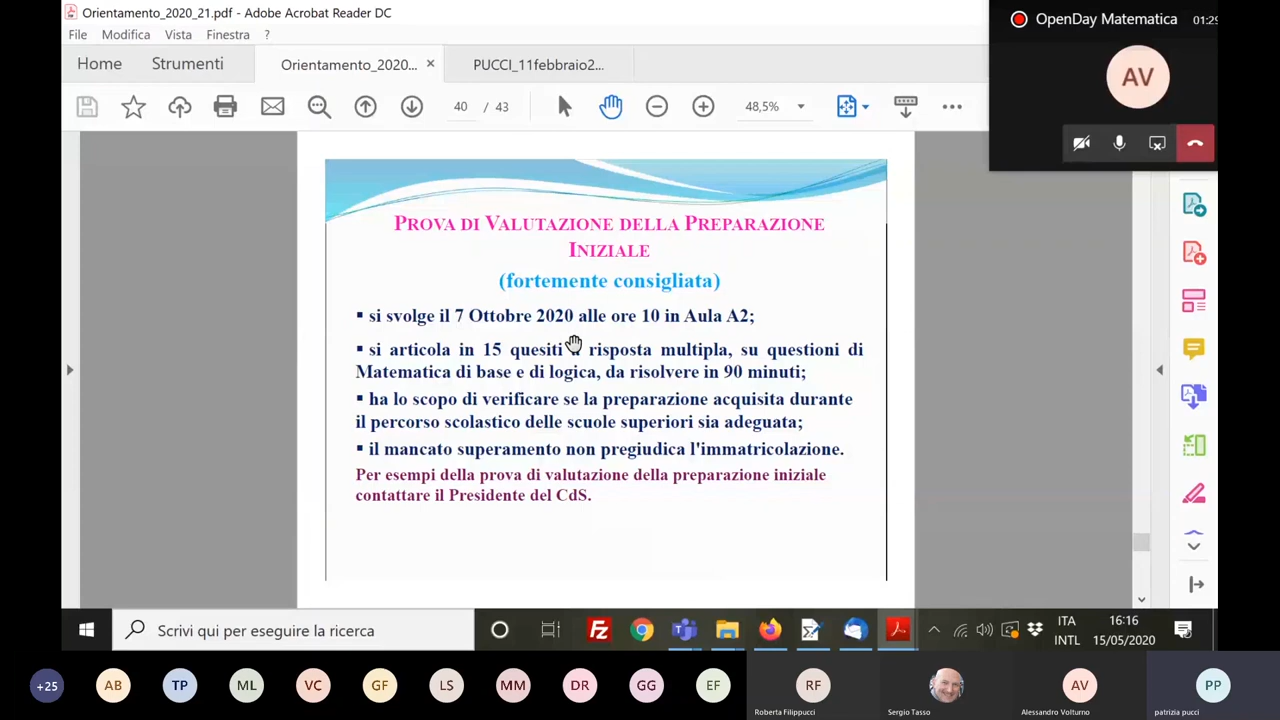 Orientamento_2020_21.pdf - Adobe Acrobat Reader DC
OpenDay Matematica 01:29
File Modifica Vista Finestra ?
Home Strumenti Orientamento_2020... × PUCCI_11febbraio2...
AV
40 / 43 48,5%
PROVA DI VALUTAZIONE DELLA PREPARAZIONE
INIZIALE
(fortemente consigliata)
▪ si svolge il 7 Ottobre 2020 alle ore 10 in Aula A2;
▪ si articola in 15 quesiti risposta multipla, su questioni di
Matematica di base e di logica, da risolvere in 90 minuti;
▪ ha lo scopo di verificare se la preparazione acquisita durante
il percorso scolastico delle scuole superiori sia adeguata;
▪ il mancato superamento non pregiudica l'immatricolazione.
Per esempi della prova di valutazione della preparazione iniziale
contattare il Presidente del CdS.
Scrivi qui per eseguire la ricerca
ITA
INTL
16:16
15/05/2020
+25 AB TP ML VC GF LS MM DR GG EF RF AV PP
Roberta Filippucci Sergio Tasso Alessandro Volturno patrizia pucci